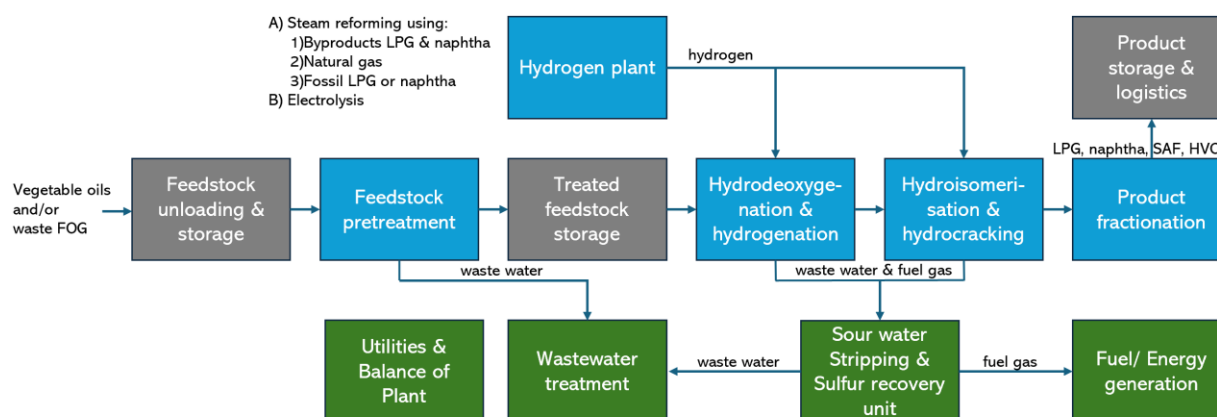 A) Steam reforming using:
1)Byproducts LPG & naphtha
2)Natural gas
3)Fossil LPG or naphtha
B) Electrolysis
Hydrogen plant
hydrogen
Product
storage &
logistics
LPG, naphtha, SAF, HVO
Vegetable oils
and/or
waste FOG
Feedstock
unloading &
storage
Feedstock
pretreatment
Treated
feedstock
storage
Hydrodeoxyge-
nation &
hydrogenation
Hydroisomeri-
sation &
hydrocracking
Product
fractionation
waste water
waste water & fuel gas
Utilities &
Balance of
Plant
Wastewater
treatment
waste water
Sour water
Stripping &
Sulfur recovery
unit
fuel gas
Fuel/ Energy
generation